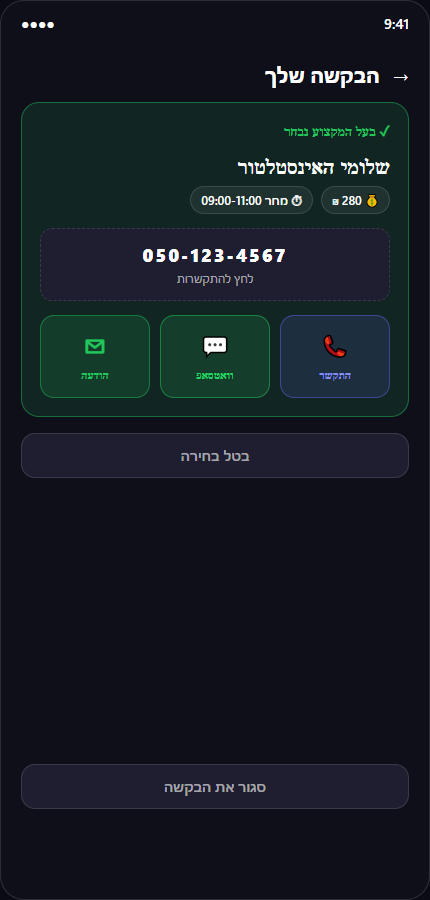 9:41
→ הבקשה שלך
✓ בעל המקצוע נבחר
שלומי האינסטלטור
💰 280 ₪
⏱ מחר 09:00-11:00
050-123-4567
לחץ להתקשרות
התקשר
וואטסאפ
הודעה
בטל בחירה
סגור את הבקשה